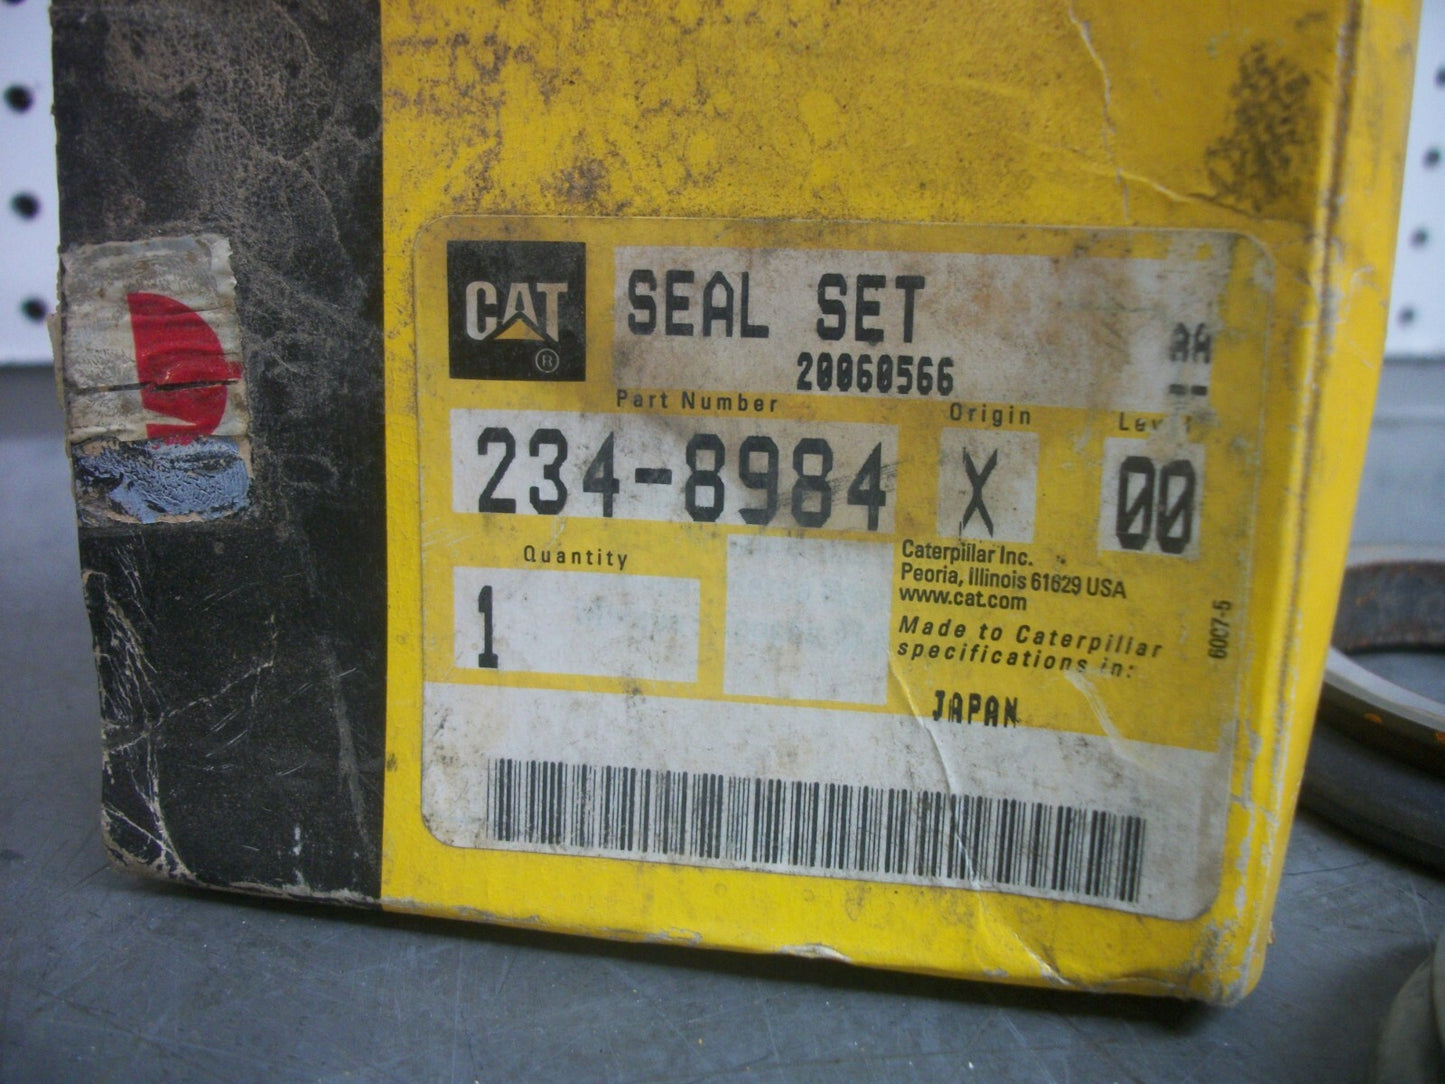 CAT
®
SEAL SET
20060566
AA
--
Part Number
Origin
234-8984
X
00
Quantity
1
Caterpillar Inc.
Peoria, Illinois 61629 USA
www.cat.com
Made to Caterpillar
specifications in:
JAPAN
6007-5